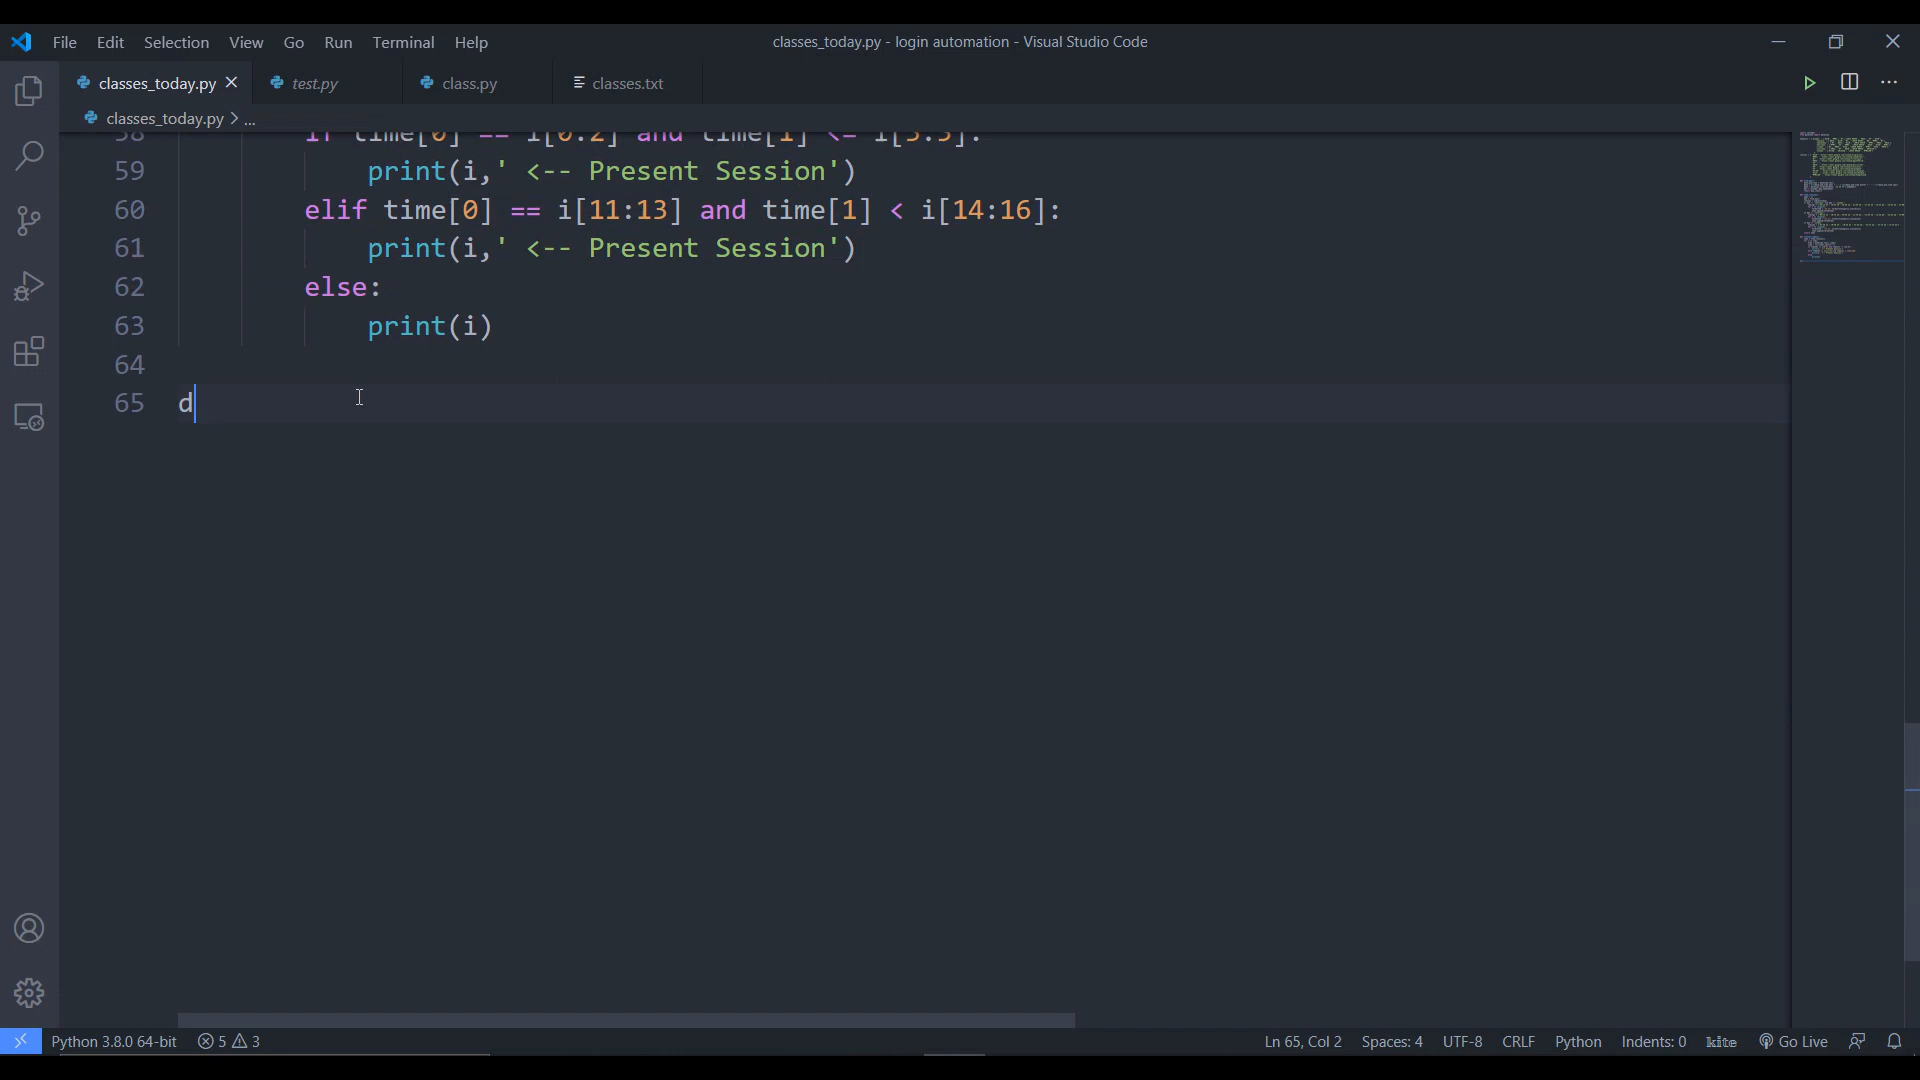 File Edit Selection View Go Run Terminal Help
classes_today.py - login automation - Visual Studio Code
classes_today.py test.py class.py classes.txt
classes_today.py > ...
59 print(i,' <-- Present Session')
60 elif time[0] == i[11:13] and time[1] < i[14:16]:
61 print(i,' <-- Present Session')
62 else:
63 print(i)
64
65 d
Python 3.8.0 64-bit 5 3 Ln 65, Col 2 Spaces: 4 UTF-8 CRLF Python Indents: 0 kite Go Live